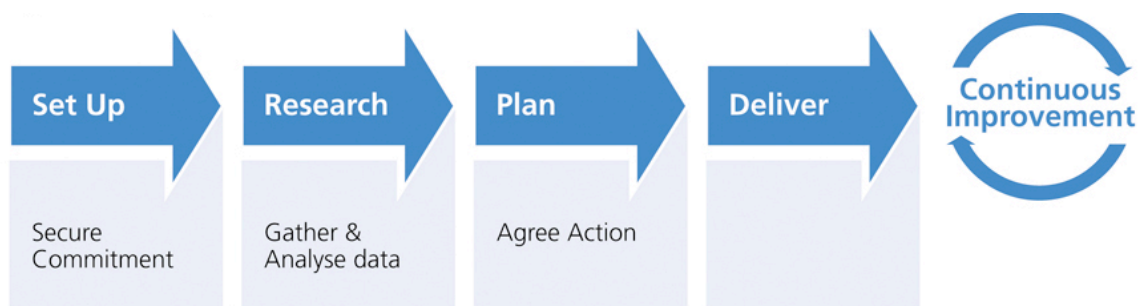 Set Up
Research
Plan
Deliver
Continuous
Improvement
Secure
Commitment
Gather &
Analyse data
Agree Action